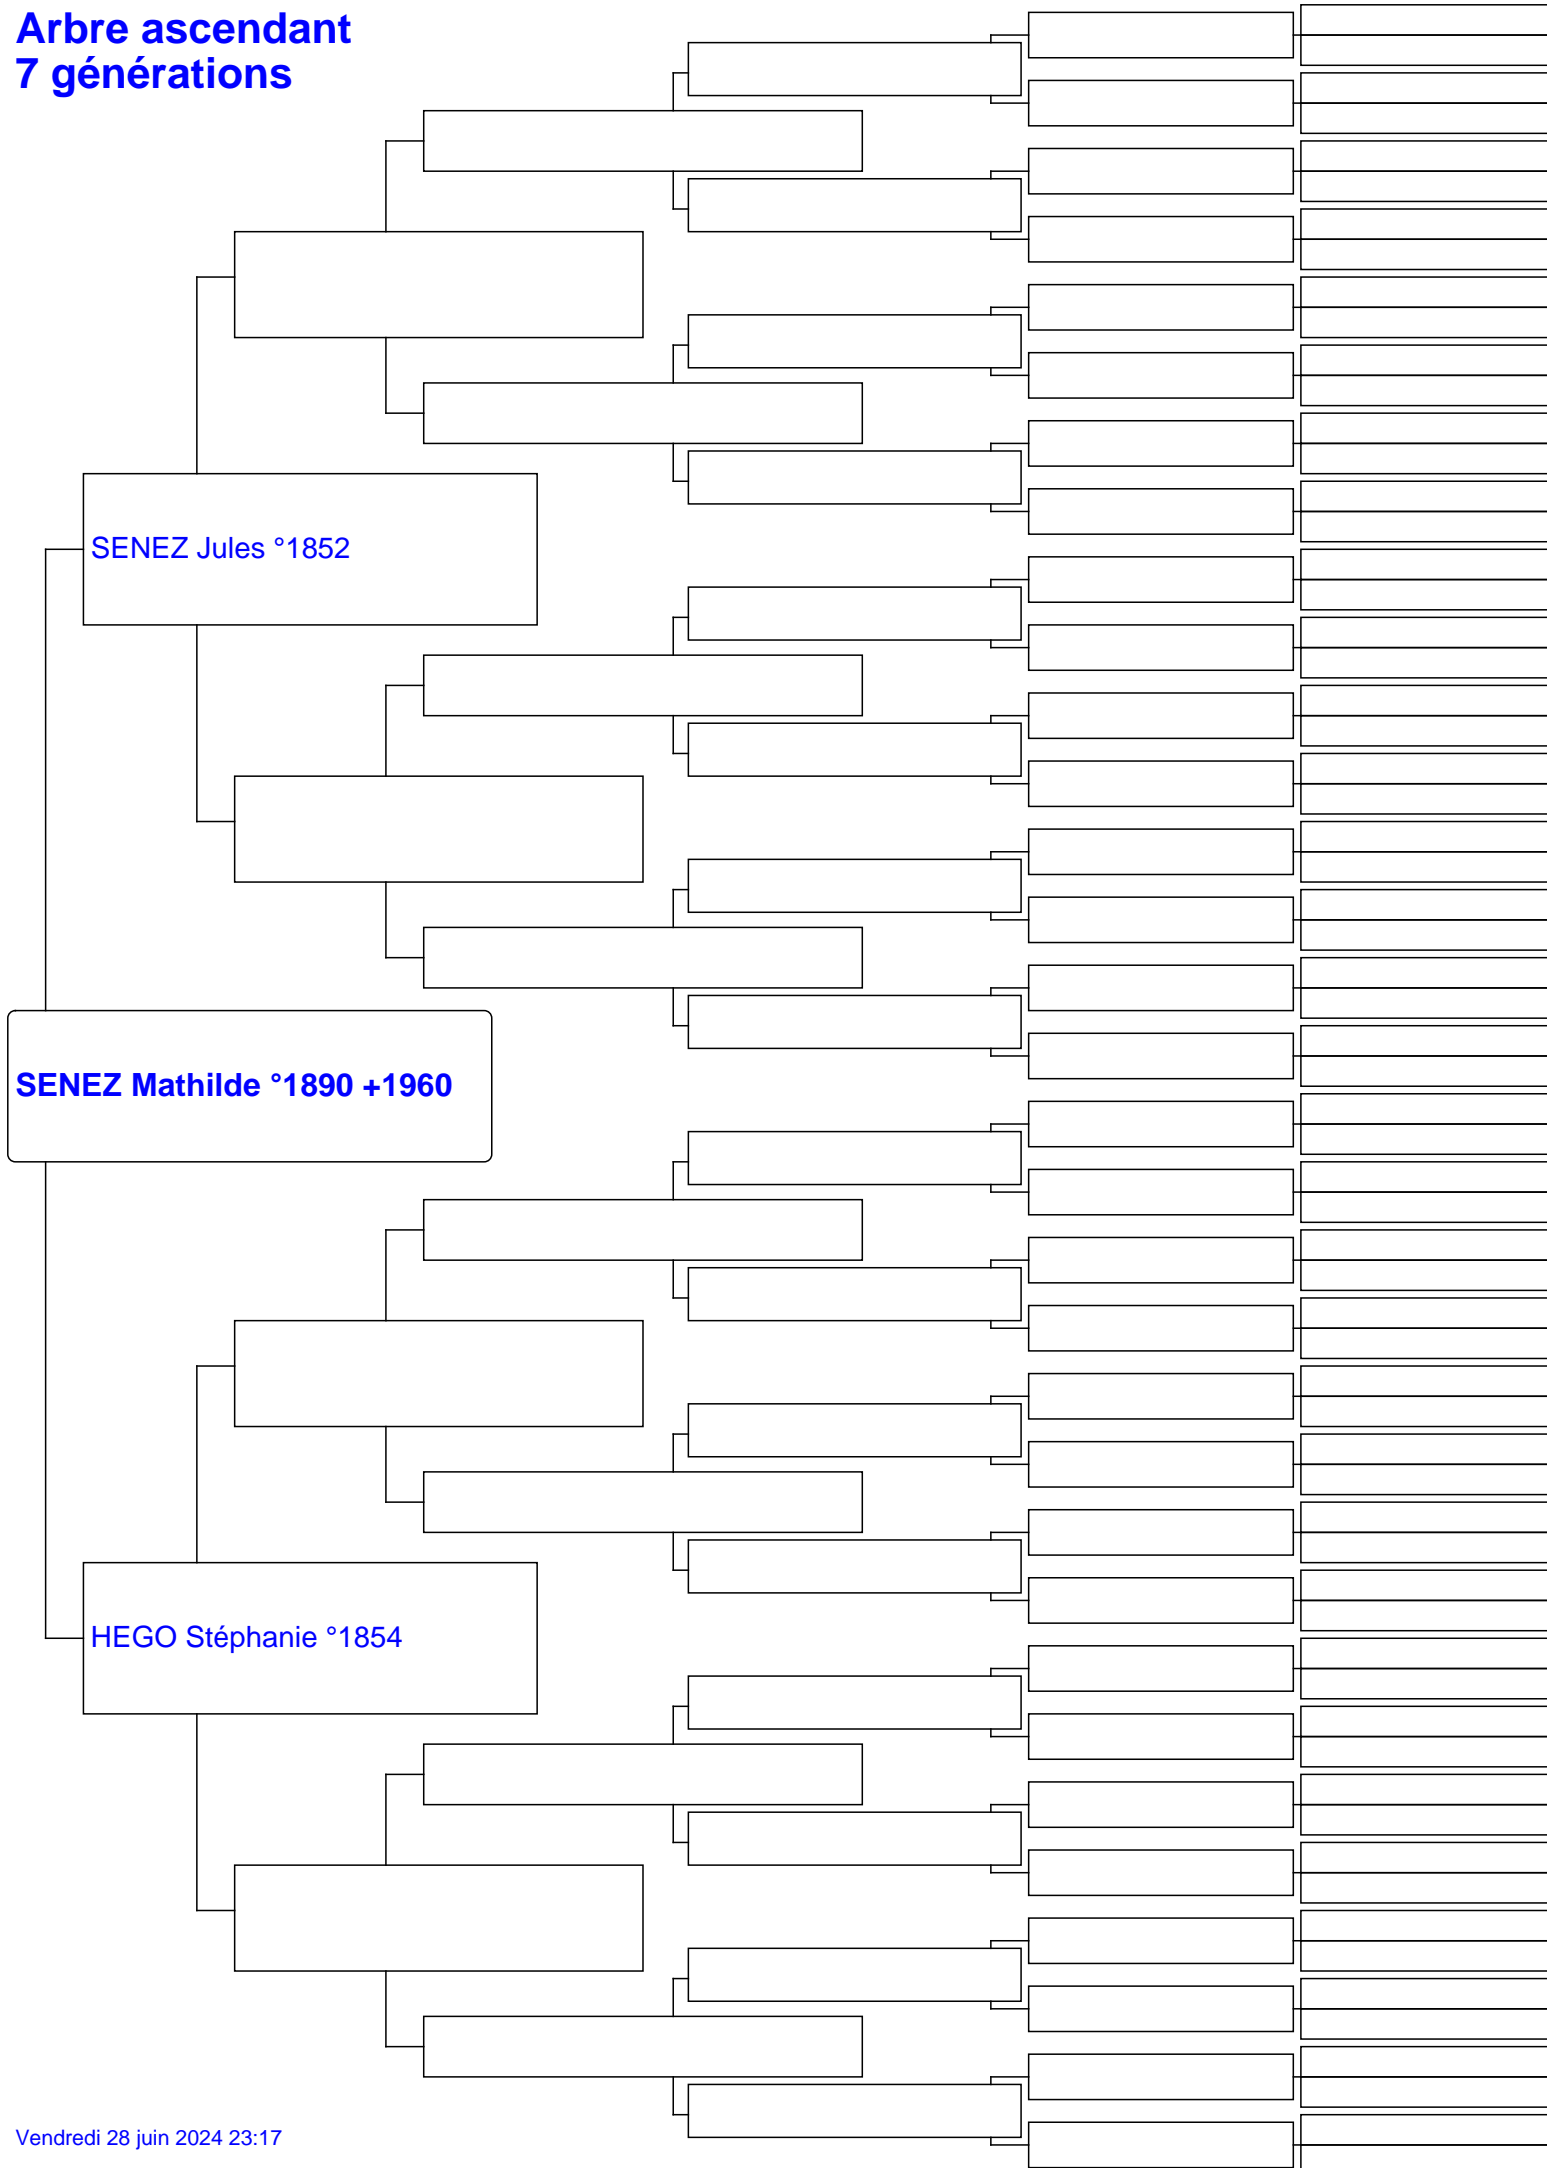 Arbre ascendant
7 générations
SENEZ Jules °1852
SENEZ Mathilde °1890 +1960
HEGO Stéphanie °1854
Vendredi 28 juin 2024 23:17